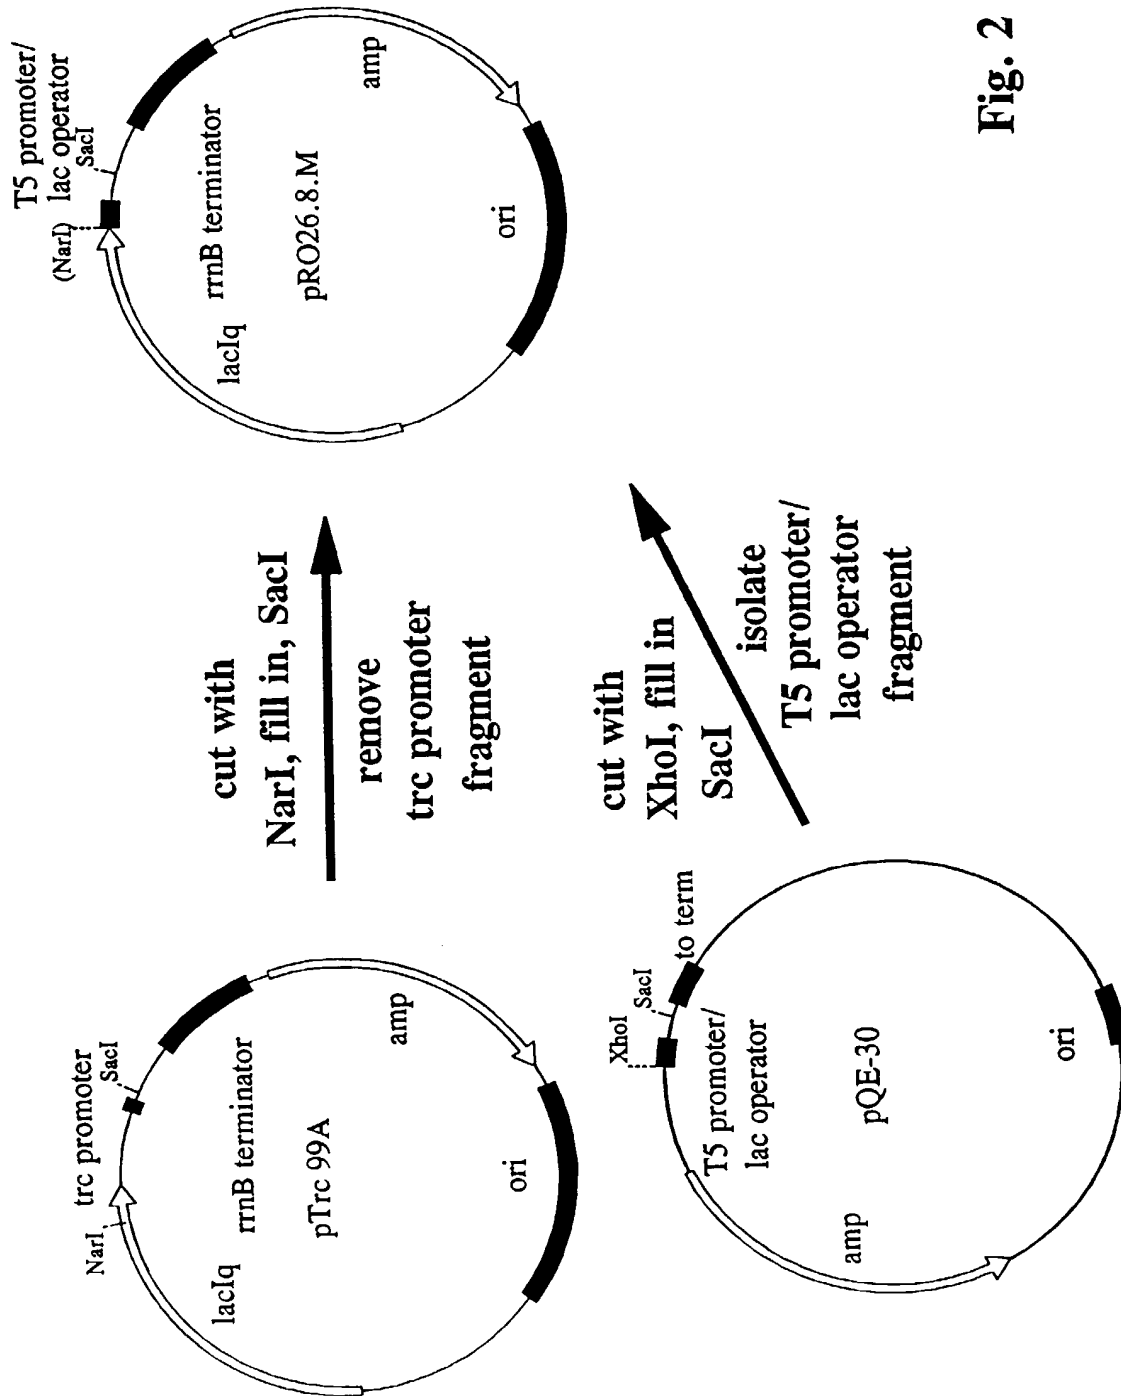 NarI
trc promoter
SacI
lacIq
rrnB terminator
pTrc 99A
amp
ori
cut with
NarI, fill in, SacI
remove
trc promoter
fragment
(NarI)
T5 promoter/
lac operator
SacI
lacIq
rrnB terminator
pRO26.8.M
amp
ori
XhoI
SacI
to term
T5 promoter/
lac operator
amp
pQE-30
ori
cut with
XhoI, fill in
SacI
isolate
T5 promoter/
lac operator
fragment
Fig. 2